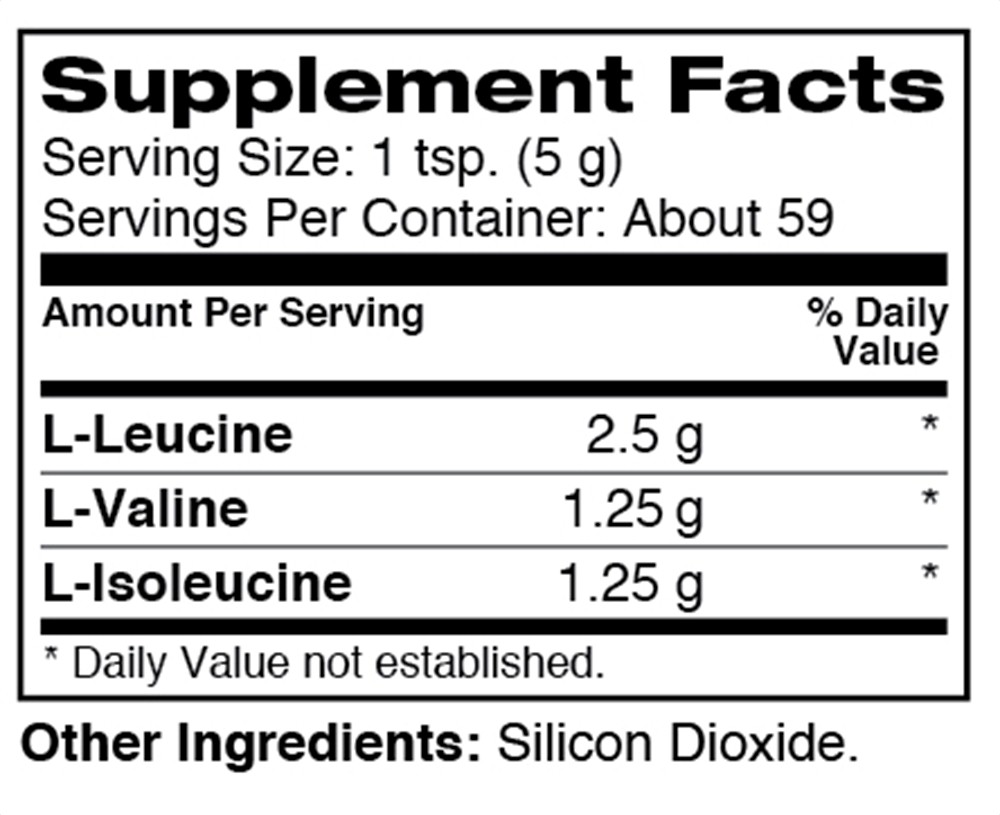 Supplement Facts
Serving Size: 1 tsp. (5 g)
Servings Per Container: About 59
Amount Per Serving % Daily
Value
L-Leucine 2.5 g *
L-Valine 1.25 g *
L-Isoleucine 1.25 g *
* Daily Value not established.
Other Ingredients: Silicon Dioxide.